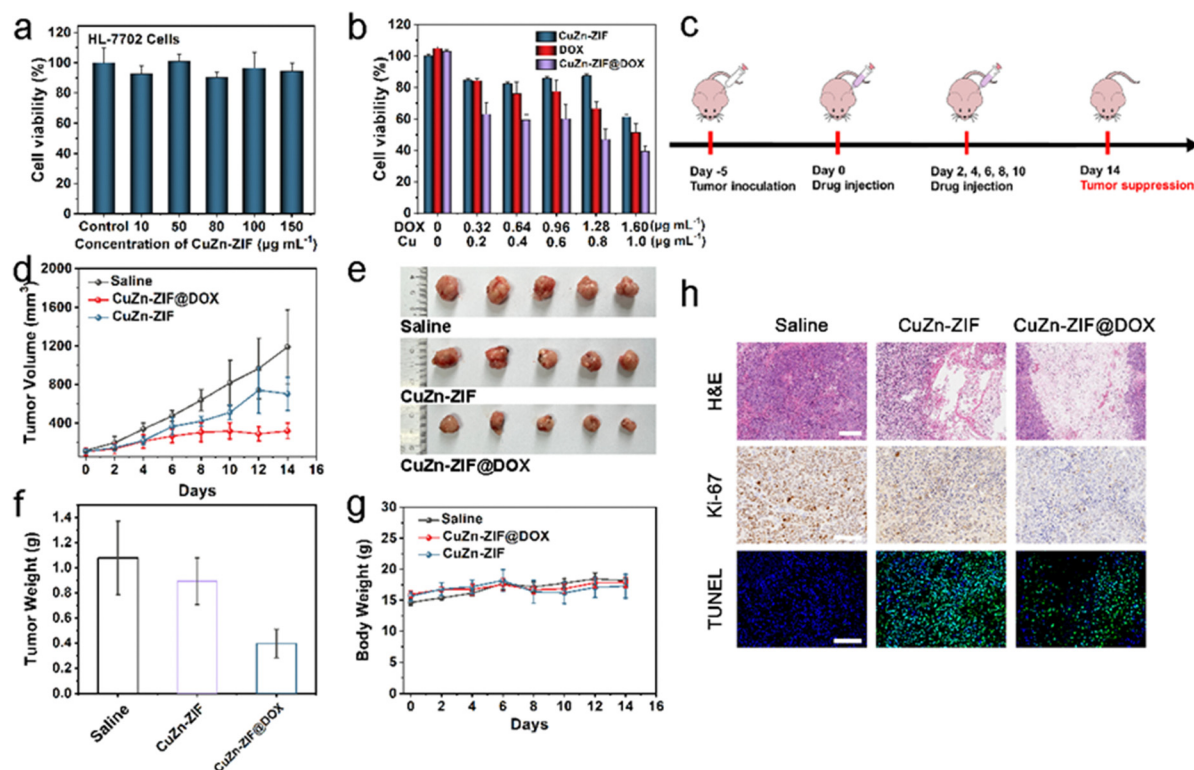 a
HL-7702 Cells
Cell viability (%)
120
100
80
60
40
20
0
Control 10 50 80 100 150
Concentration of CuZn-ZIF (μg mL⁻¹)
b
Cell viability (%)
120
100
80
60
40
20
0
CuZn-ZIF
DOX
CuZn-ZIF@DOX
DOX 0 0.32 0.64 0.96 1.28 1.60 (μg mL⁻¹)
Cu 0 0.2 0.4 0.6 0.8 1.0 (μg mL⁻¹)
c
Day -5
Tumor inoculation
Day 0
Drug injection
Day 2, 4, 6, 8, 10
Drug injection
Day 14
Tumor suppression
d
Tumor Volume (mm³)
2000
1600
1200
800
400
Saline
CuZn-ZIF@DOX
CuZn-ZIF
0 2 4 6 8 10 12 14 16
Days
e
Saline
CuZn-ZIF
CuZn-ZIF@DOX
f
Tumor Weight (g)
1.4
1.2
1.0
0.8
0.6
0.4
0.2
0.0
Saline
CuZn-ZIF
CuZn-ZIF@DOX
g
Body Weight (g)
30
25
20
15
10
5
0
Saline
CuZn-ZIF@DOX
CuZn-ZIF
0 2 4 6 8 10 12 14 16
Days
h
Saline CuZn-ZIF CuZn-ZIF@DOX
H&E
Ki-67
TUNEL